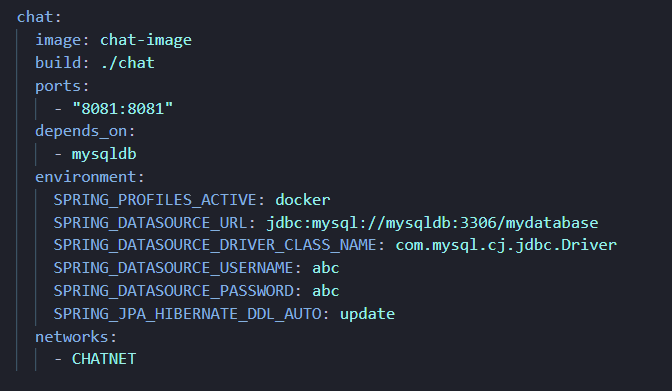 chat:
image: chat-image
build: ./chat
ports:
- "8081:8081"
depends_on:
- mysqldb
environment:
SPRING_PROFILES_ACTIVE: docker
SPRING_DATASOURCE_URL: jdbc:mysql://mysqldb:3306/mydatabase
SPRING_DATASOURCE_DRIVER_CLASS_NAME: com.mysql.cj.jdbc.Driver
SPRING_DATASOURCE_USERNAME: abc
SPRING_DATASOURCE_PASSWORD: abc
SPRING_JPA_HIBERNATE_DDL_AUTO: update
networks:
- CHATNET